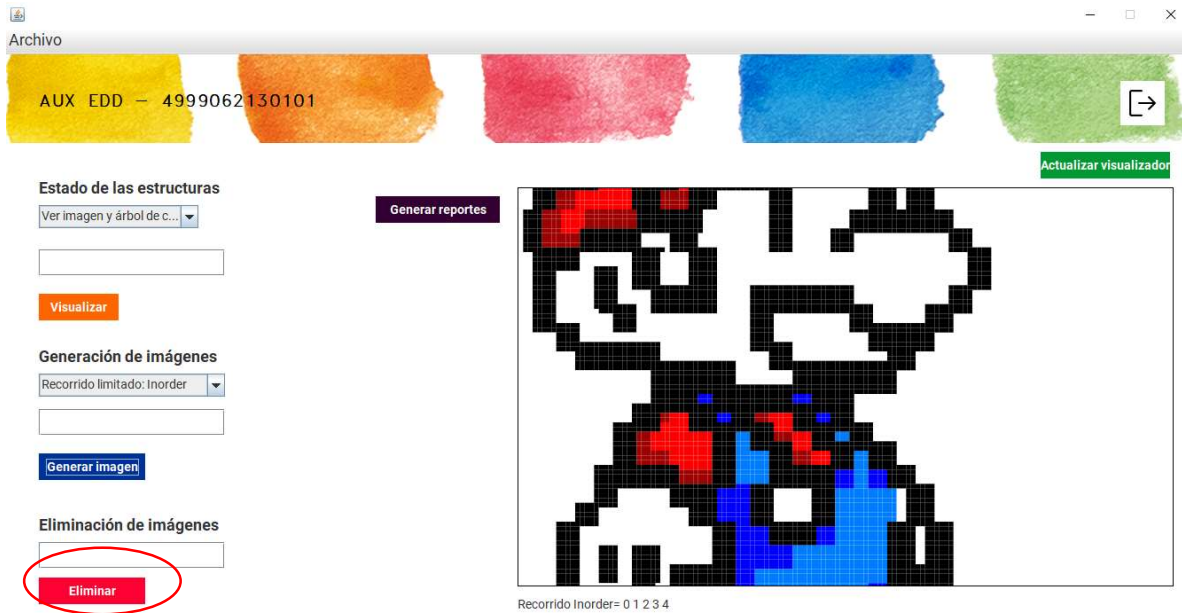 Archivo
AUX EDD – 4999062130101
Actualizar visualizador
Estado de las estructuras
Ver imagen y árbol de c...
Generar reportes
Visualizar
Generación de imágenes
Recorrido limitado: Inorder
Generar imagen
Eliminación de imágenes
Eliminar
Recorrido Inorder= 0 1 2 3 4